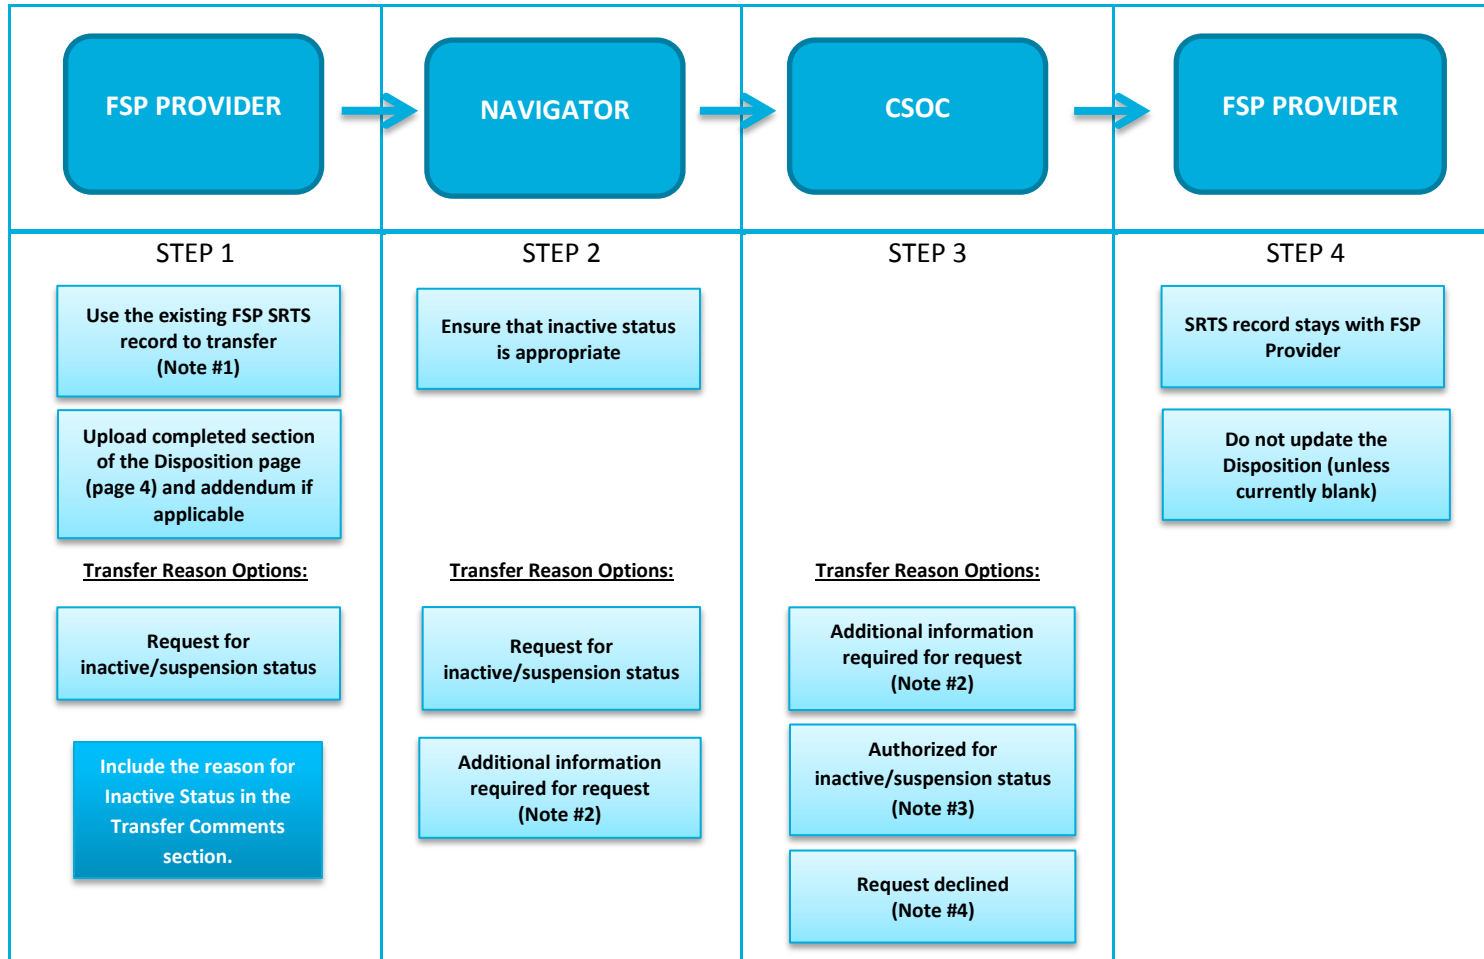 FSP PROVIDER
NAVIGATOR
CSOC
FSP PROVIDER
STEP 1
Use the existing FSP SRTS
record to transfer
(Note #1)
Upload completed section
of the Disposition page
(page 4) and addendum if
applicable
Transfer Reason Options:
Request for
inactive/suspension status
Include the reason for
Inactive Status in the
Transfer Comments
section.
STEP 2
Ensure that inactive status
is appropriate
Transfer Reason Options:
Request for
inactive/suspension status
Additional information
required for request
(Note #2)
STEP 3
Transfer Reason Options:
Additional information
required for request
(Note #2)
Authorized for
inactive/suspension status
(Note #3)
Request declined
(Note #4)
STEP 4
SRTS record stays with FSP
Provider
Do not update the
Disposition (unless
currently blank)